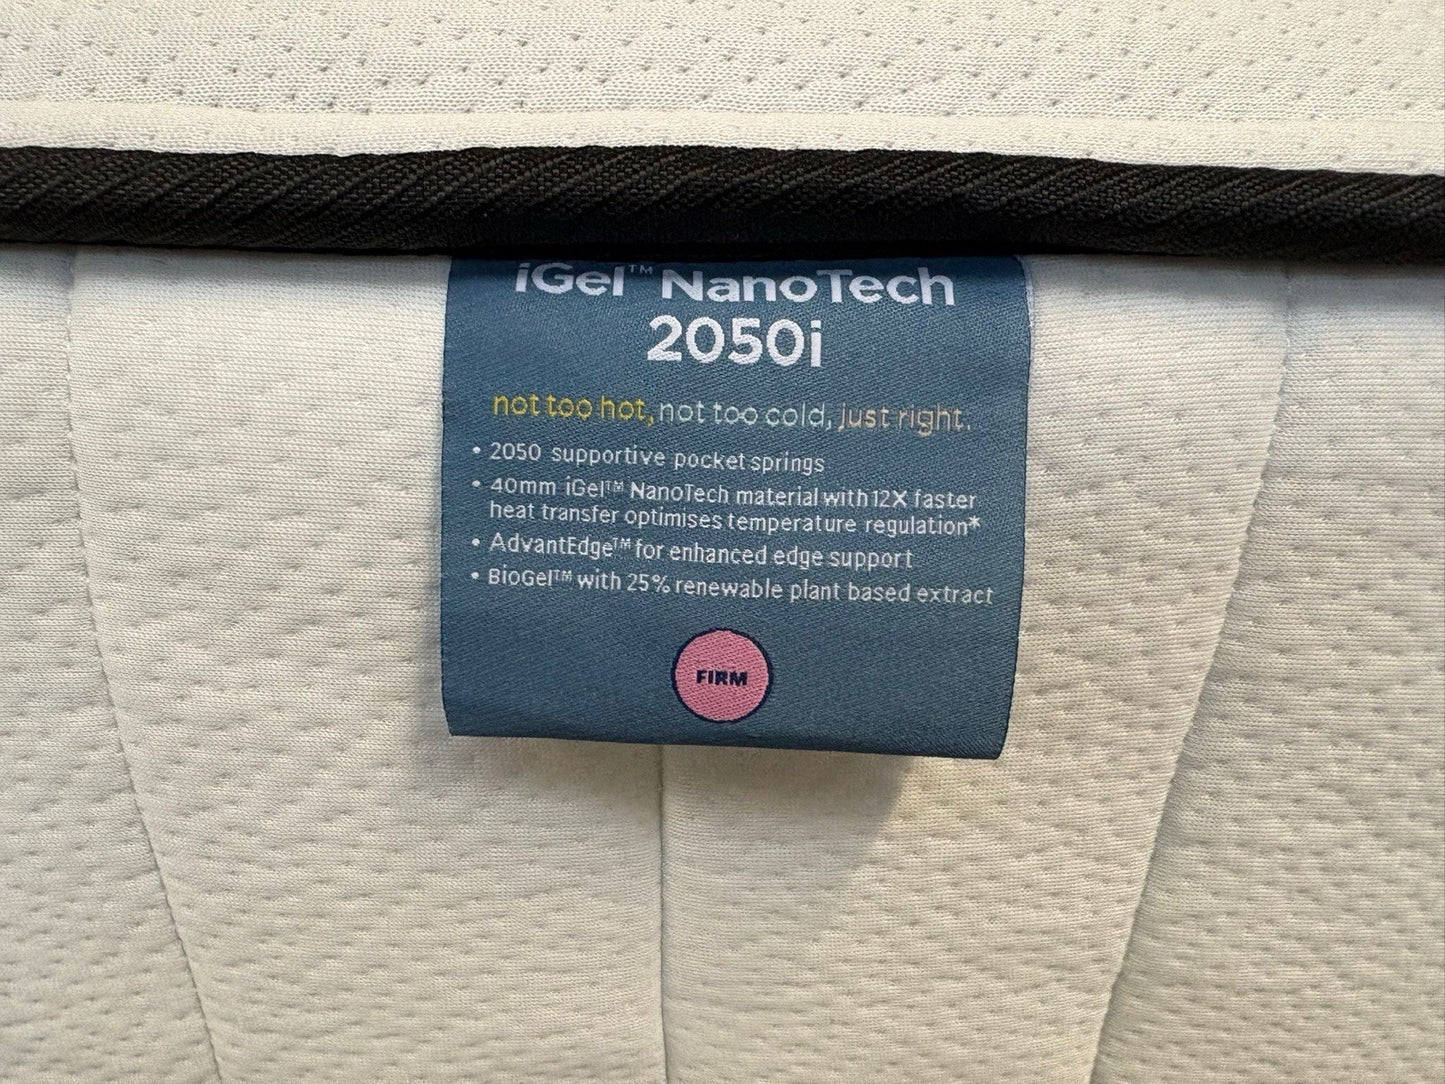 iGel™ NanoTech
2050i
not too hot, not too cold, just right.
• 2050 supportive pocket springs
• 40mm iGel™ NanoTech material with 12X faster
heat transfer optimises temperature regulation*
• AdvantEdge™ for enhanced edge support
• BioGel™ with 25% renewable plant based extract
FIRM